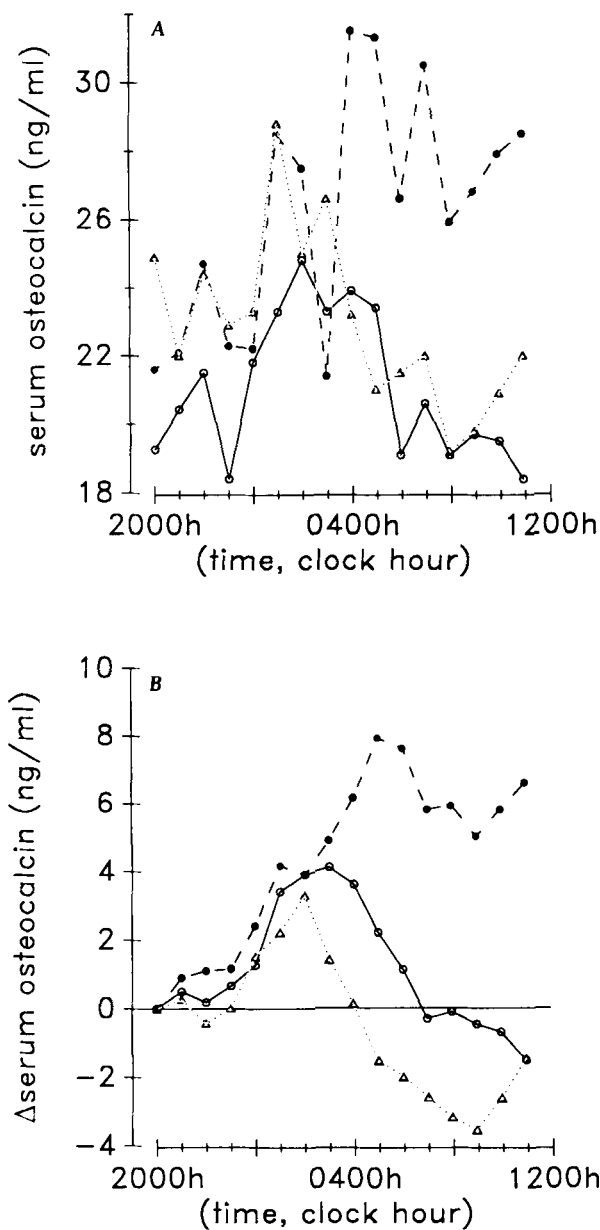 A
serum osteocalcin (ng/ml)
30
26
22
18
2000h 0400h 1200h
(time, clock hour)
B
Δserum osteocalcin (ng/ml)
10
8
6
4
2
0
−2
−4
2000h 0400h 1200h
(time, clock hour)